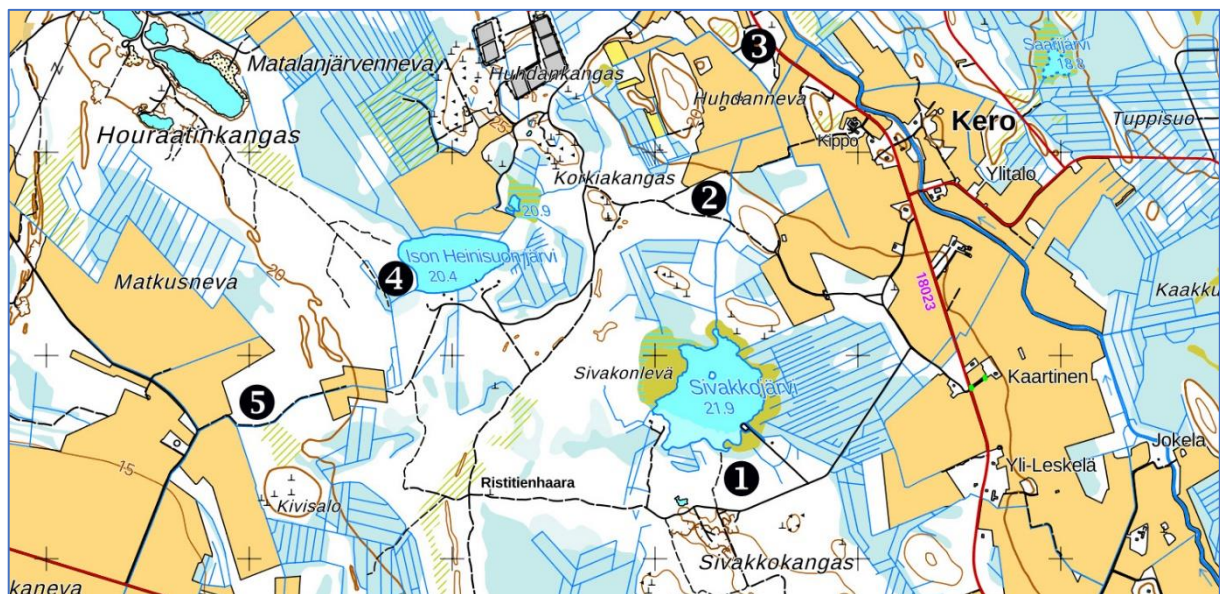 3
Saarijärvi
18.8
Matalanjärvenneva
Huhdankangas
Huhdanneva
Kero
Tuppisuo
Houraatinkangas
25
20
Kippo
Ylitalo
Korkiakangas
2
20.9
Ison Heinisuonjärvi
20.4
4
Matkusneva
20
18023
Kaakku
Sivakonlevä
Sivakkojärvi
21.9
Kaartinen
5
Jokela
15
Yli-Leskelä
1
Ristitienhaara
Kivisalo
Sivakkokangas
kaneva